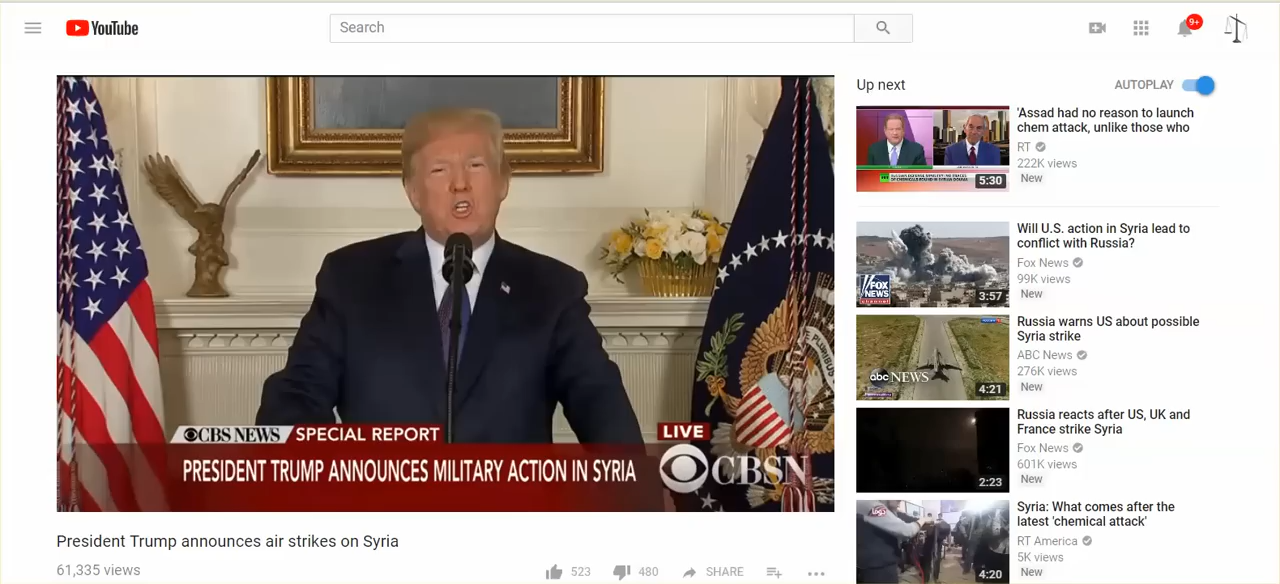 YouTube
Search
9+
CBS NEWS SPECIAL REPORT
LIVE
PRESIDENT TRUMP ANNOUNCES MILITARY ACTION IN SYRIA
CBSN
President Trump announces air strikes on Syria
61,335 views
523
480
SHARE
Up next
AUTOPLAY
5:30
'Assad had no reason to launch
chem attack, unlike those who
RT
222K views
New
FOX
NEWS
channel
3:57
Will U.S. action in Syria lead to
conflict with Russia?
Fox News
99K views
New
abc NEWS
4:21
Russia warns US about possible
Syria strike
ABC News
276K views
New
2:23
Russia reacts after US, UK and
France strike Syria
Fox News
601K views
New
4:20
Syria: What comes after the
latest 'chemical attack'
RT America
5K views
New